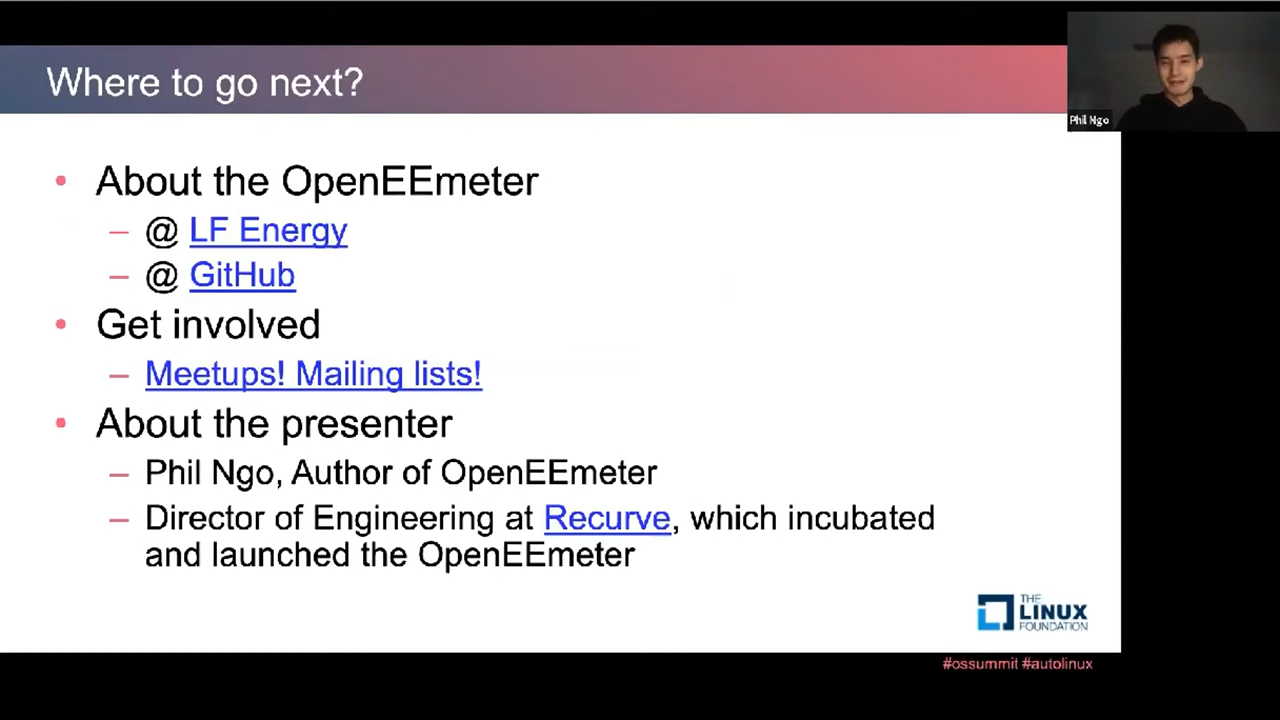 Where to go next?
Phil Ngo
• About the OpenEEmeter
– @ LF Energy
– @ GitHub
• Get involved
– Meetups! Mailing lists!
• About the presenter
– Phil Ngo, Author of OpenEEmeter
– Director of Engineering at Recurve, which incubated
and launched the OpenEEmeter
THE
LINUX
FOUNDATION
#ossummit #autolinux